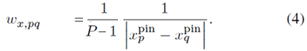 w_{x,pq} = \frac{1}{P-1} \frac{1}{\left| x_p^{\text{pin}} - x_q^{\text{pin}} \right|}. (4)